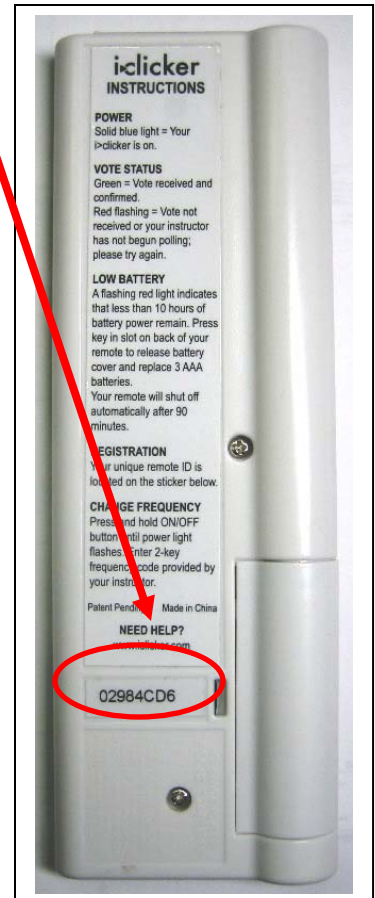 i>clicker
INSTRUCTIONS
POWER
Solid blue light = Your
i>clicker is on.
VOTE STATUS
Green = Vote received and
confirmed.
Red flashing = Vote not
received or your instructor
has not begun polling;
please try again.
LOW BATTERY
A flashing red light indicates
that less than 10 hours of
battery power remain. Press
key in slot on back of your
remote to release battery
cover and replace 3 AAA
batteries.
Your remote will shut off
automatically after 90
minutes.
REGISTRATION
Your unique remote ID is
located on the sticker below.
CHANGE FREQUENCY
Press and hold ON/OFF
button until power light
flashes. Enter 2-key
frequency code provided by
your instructor.
Patent Pending Made in China
NEED HELP?
www.iclicker.com
02984CD6